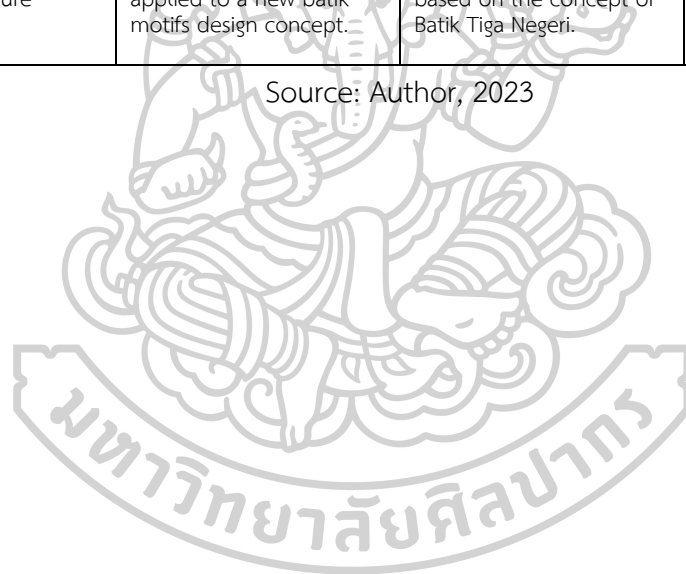 ure applied to a new batik based on the concept of
motifs design concept. Batik Tiga Negeri.
Source: Author, 2023
มหาวิทยาลัยศิลปากร